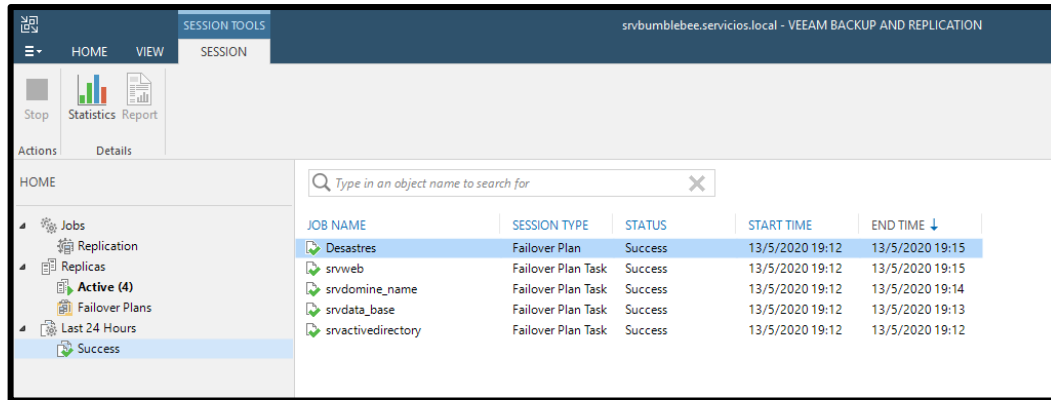 SESSION TOOLS
srvbumblebee.servicios.local - VEEAM BACKUP AND REPLICATION
HOME VIEW SESSION
Stop Statistics Report
Actions Details
HOME
Type in an object name to search for
Jobs
Replication
Replicas
Active (4)
Failover Plans
Last 24 Hours
Success
JOB NAME SESSION TYPE STATUS START TIME END TIME
Desastres Failover Plan Success 13/5/2020 19:12 13/5/2020 19:15
srvweb Failover Plan Task Success 13/5/2020 19:12 13/5/2020 19:15
srvdomine_name Failover Plan Task Success 13/5/2020 19:12 13/5/2020 19:14
srvdata_base Failover Plan Task Success 13/5/2020 19:12 13/5/2020 19:13
srvactivedirectory Failover Plan Task Success 13/5/2020 19:12 13/5/2020 19:12